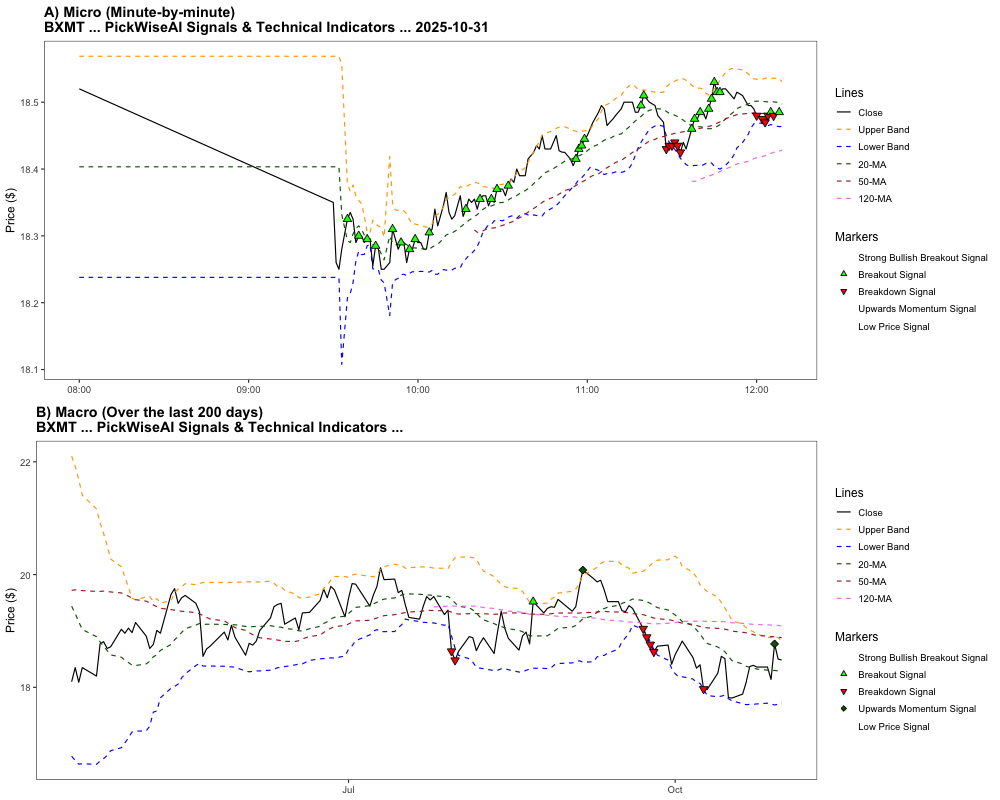 A) Micro (Minute-by-minute)
BXMT ... PickWiseAI Signals & Technical Indicators ... 2025-10-31
Price ($)
18.5
18.4
18.3
18.2
18.1
08:00
09:00
10:00
11:00
12:00
Lines
Close
Upper Band
Lower Band
20-MA
50-MA
120-MA
Markers
Strong Bullish Breakout Signal
Breakout Signal
Breakdown Signal
Upwards Momentum Signal
Low Price Signal
B) Macro (Over the last 200 days)
BXMT ... PickWiseAI Signals & Technical Indicators ...
Price ($)
22
20
18
Jul
Oct
Lines
Close
Upper Band
Lower Band
20-MA
50-MA
120-MA
Markers
Strong Bullish Breakout Signal
Breakout Signal
Breakdown Signal
Upwards Momentum Signal
Low Price Signal